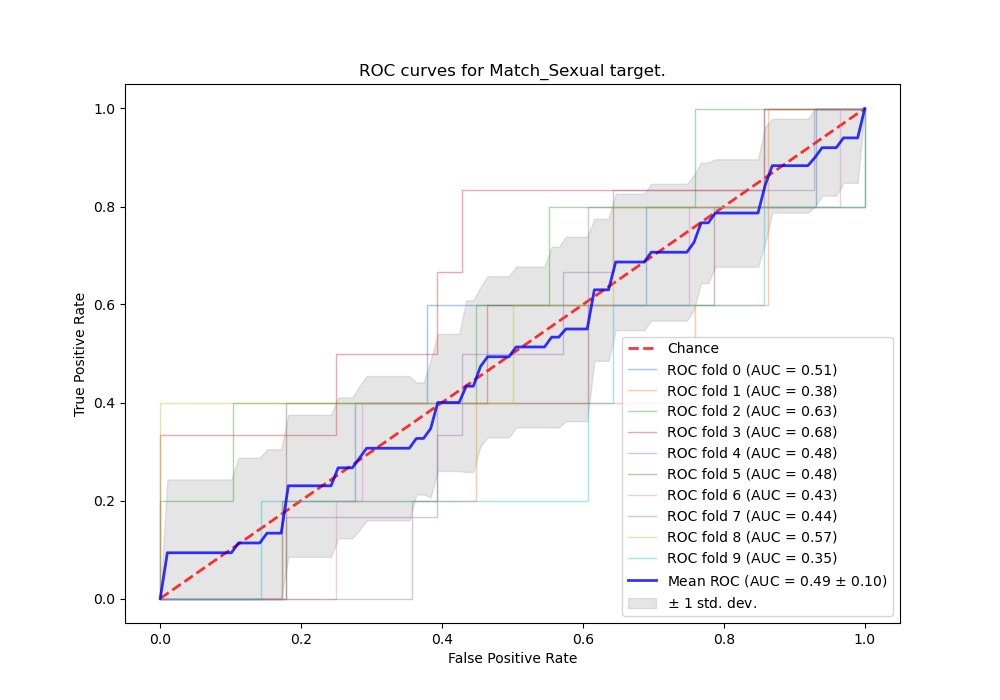 ROC curves for Match_Sexual target.
True Positive Rate
1.0
0.8
0.6
0.4
0.2
0.0
0.0 0.2 0.4 0.6 0.8 1.0
False Positive Rate
Chance
ROC fold 0 (AUC = 0.51)
ROC fold 1 (AUC = 0.38)
ROC fold 2 (AUC = 0.63)
ROC fold 3 (AUC = 0.68)
ROC fold 4 (AUC = 0.48)
ROC fold 5 (AUC = 0.48)
ROC fold 6 (AUC = 0.43)
ROC fold 7 (AUC = 0.44)
ROC fold 8 (AUC = 0.57)
ROC fold 9 (AUC = 0.35)
Mean ROC (AUC = 0.49 ± 0.10)
± 1 std. dev.